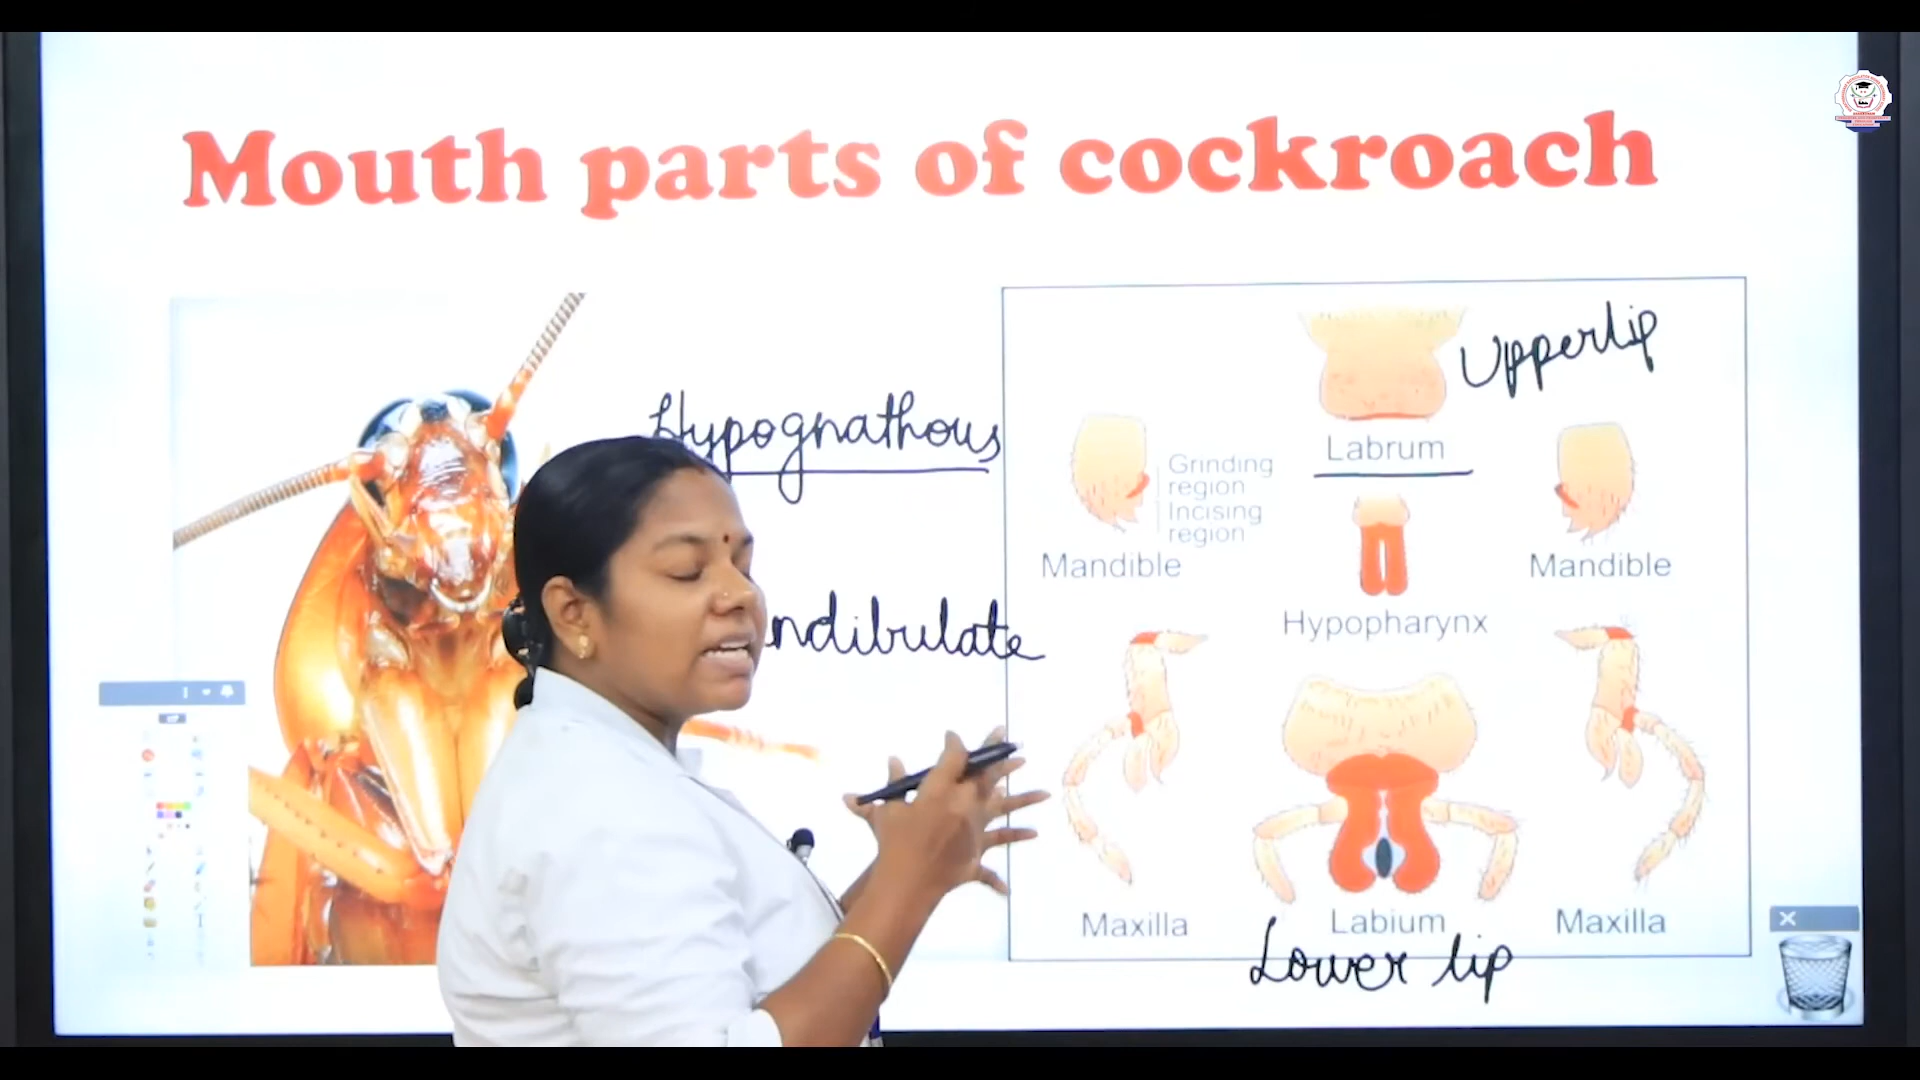 Mouth parts of cockroach
Hypognathous
ndibulate
Upperlip
Labrum
Grinding
region
Incising
region
Mandible
Mandible
Hypopharynx
Maxilla
Labium
Maxilla
Lower lip